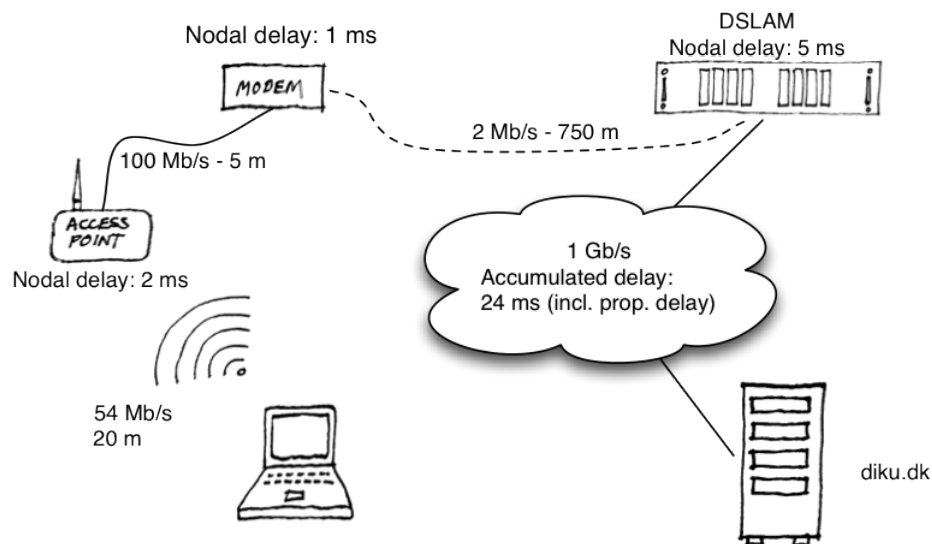 DSLAM
Nodal delay: 5 ms
Nodal delay: 1 ms
MODEM
2 Mb/s - 750 m
100 Mb/s - 5 m
ACCESS
POINT
Nodal delay: 2 ms
1 Gb/s
Accumulated delay:
24 ms (incl. prop. delay)
54 Mb/s
20 m
diku.dk